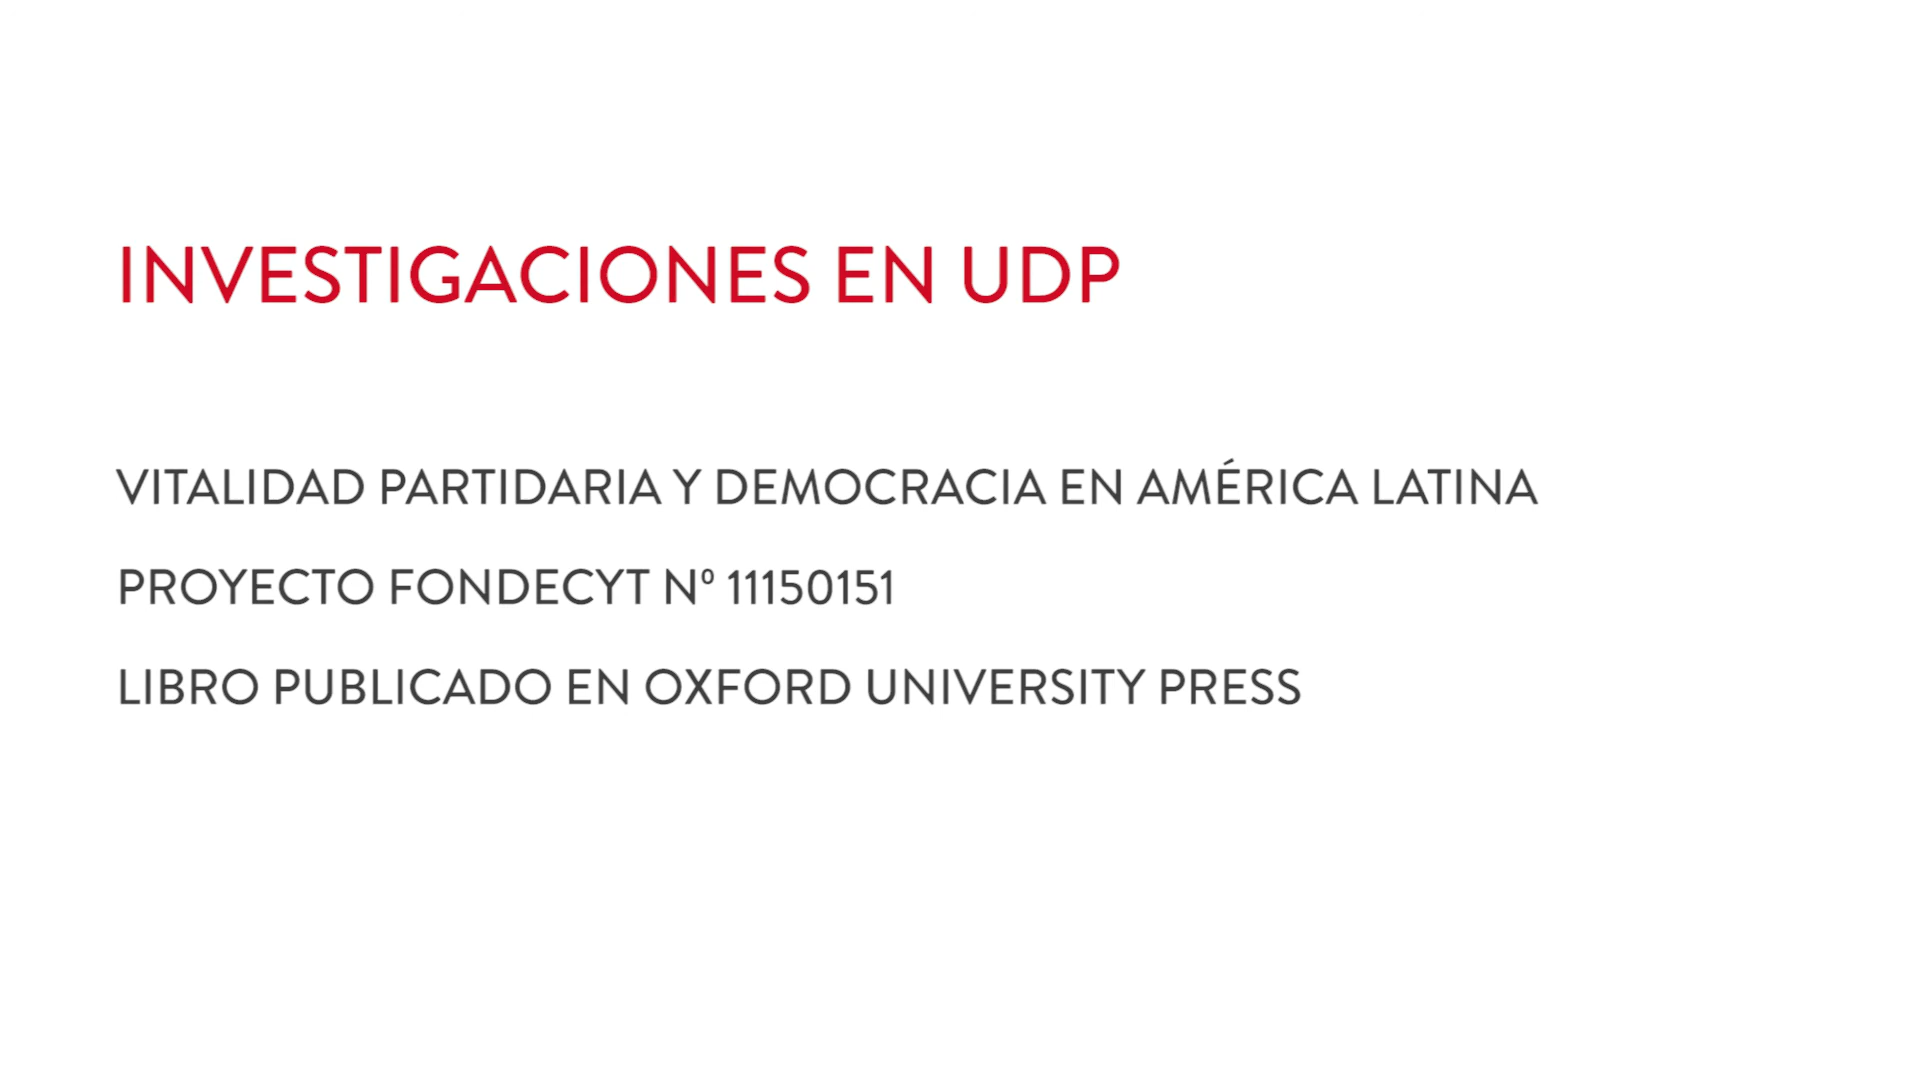 INVESTIGACIONES EN UDP
VITALIDAD PARTIDARIA Y DEMOCRACIA EN AMÉRICA LATINA
PROYECTO FONDECYT Nº 11150151
LIBRO PUBLICADO EN OXFORD UNIVERSITY PRESS